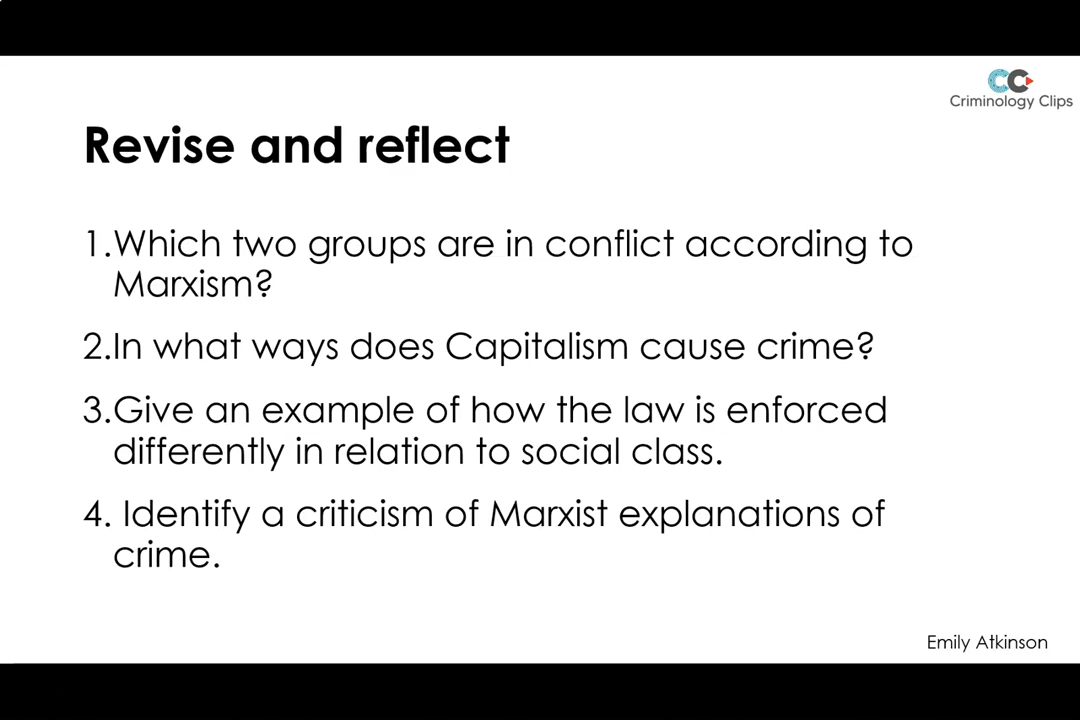 CC
Criminology Clips
Revise and reflect
1.Which two groups are in conflict according to
Marxism?
2.In what ways does Capitalism cause crime?
3.Give an example of how the law is enforced
differently in relation to social class.
4. Identify a criticism of Marxist explanations of
crime.
Emily Atkinson